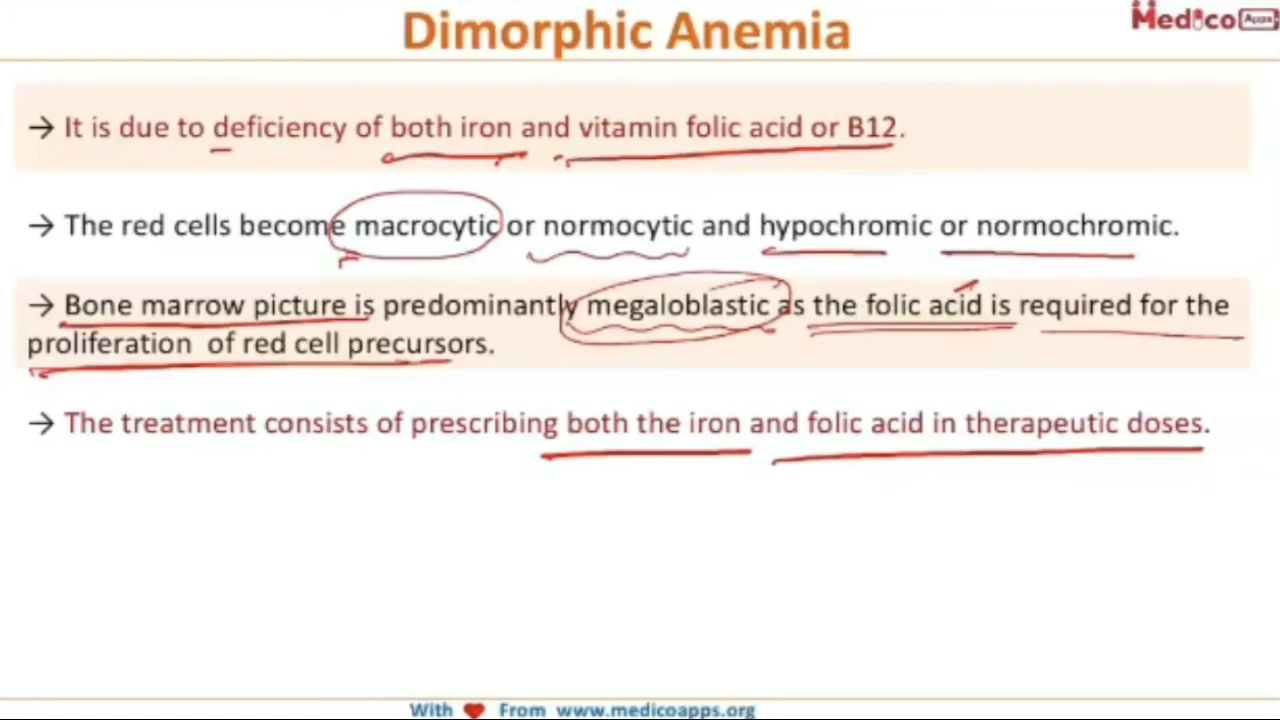 Dimorphic Anemia
Medico Apps
→ It is due to deficiency of both iron and vitamin folic acid or B12.
→ The red cells become macrocytic or normocytic and hypochromic or normochromic.
→ Bone marrow picture is predominantly megaloblastic as the folic acid is required for the
proliferation of red cell precursors.
→ The treatment consists of prescribing both the iron and folic acid in therapeutic doses.
With ❤ From www.medicoapps.org